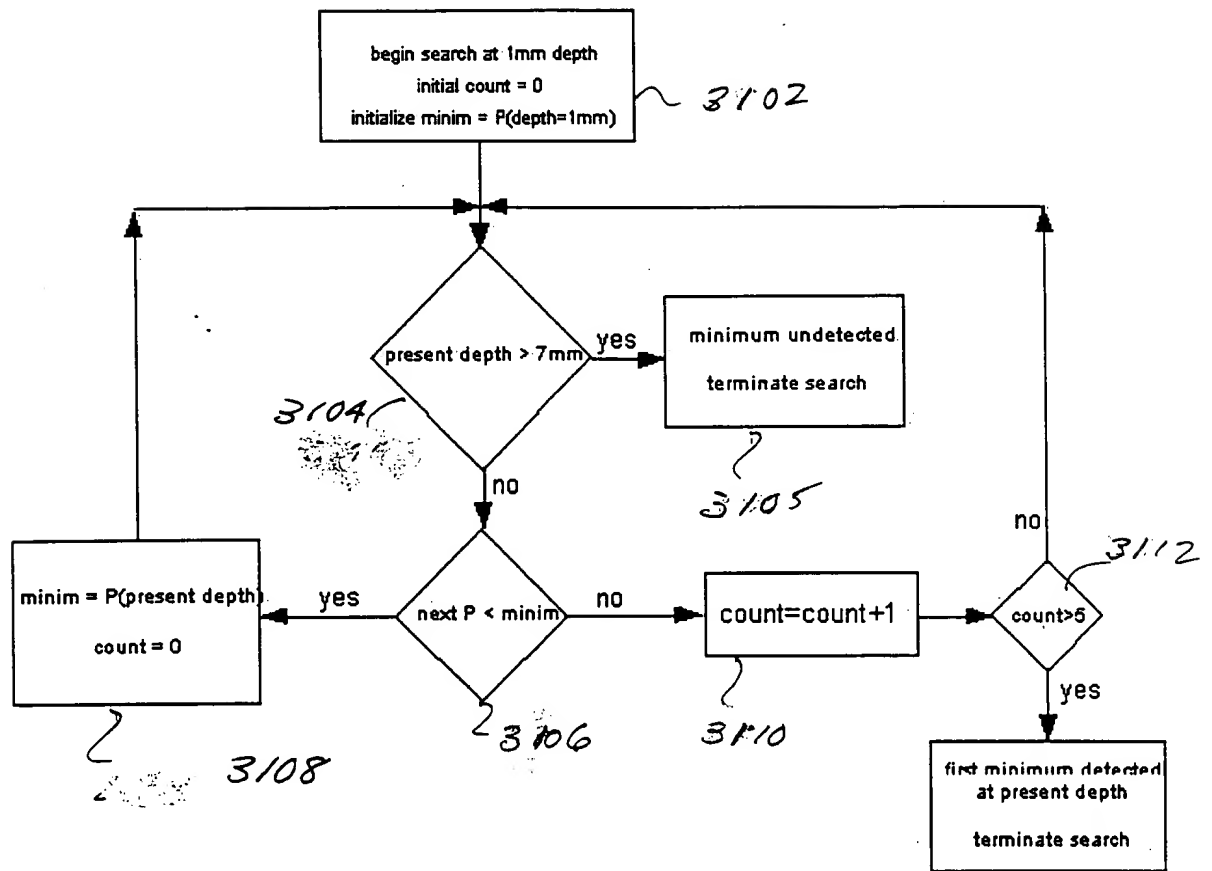 begin search at 1mm depth
initial count = 0
initialize minim = P(depth=1mm)
3102
present depth > 7mm
yes
minimum undetected
terminate search
3104
3105
no
no
3112
minim = P(present depth)
count = 0
yes
next P < minim
no
count=count+1
count>5
yes
3108
3106
3110
first minimum detected
at present depth
terminate search